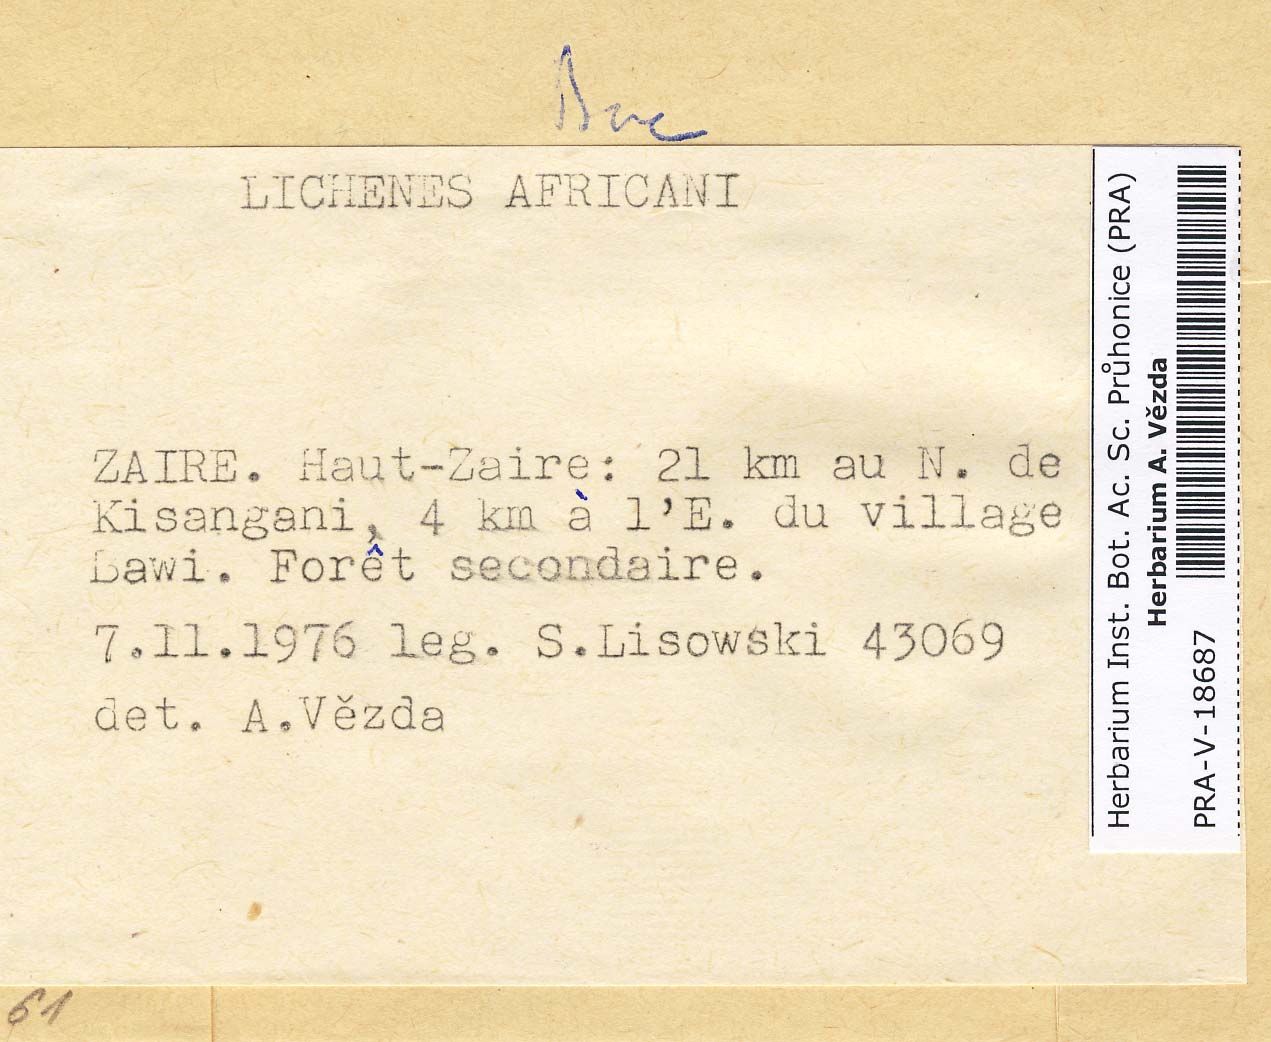 LICHENES AFRICANI
ZAIRE. Haut-Zaire: 21 km au N. de
Kisangani, 4 km à l'E. du village
Bawi. Forêt secondaire.
7.II.1976 leg. S.Lisowski 43069
det. A.Vězda
61
Herbarium Inst. Bot. Ac. Sc. Průhonice (PRA)
Herbarium A. Vězda
PRA-V-18687